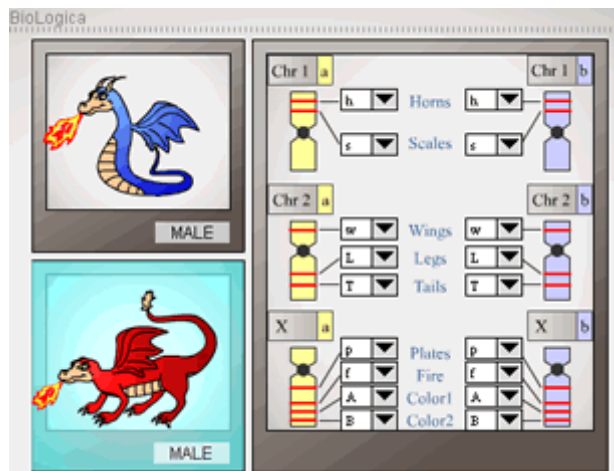 BioLogica
MALE
MALE
Chr 1 a Chr 1 b
h Horns h
s Scales s
Chr 2 a Chr 2 b
w Wings w
L Legs L
T Tails T
X a X b
p Plates p
f Fire f
A Color1 A
B Color2 B